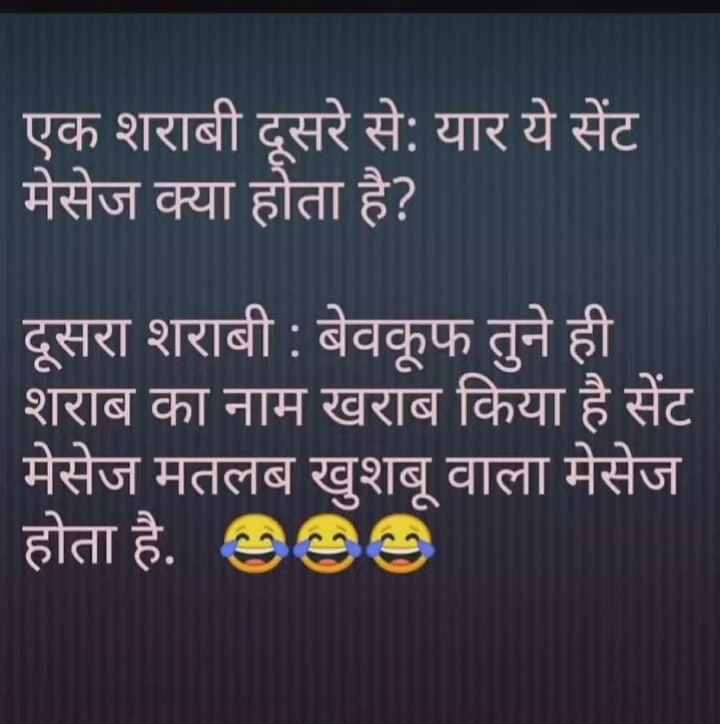 एक शराबी दूसरे से: यार ये सेंट
मेसेज क्या होता है?
दूसरा शराबी : बेवकूफ तुने ही
शराब का नाम खराब किया है सेंट
मेसेज मतलब खुशबू वाला मेसेज
होता है. 😂😂😂